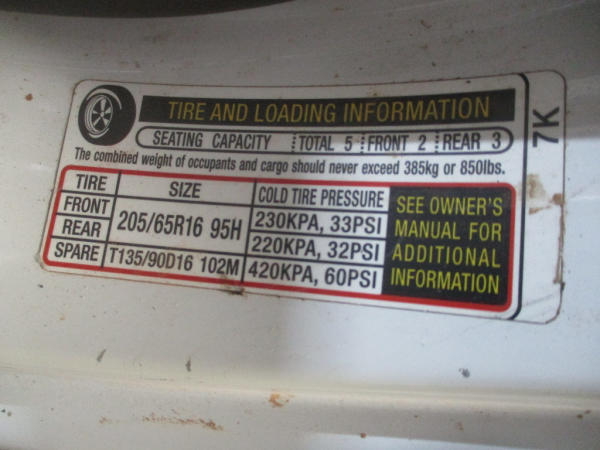 TIRE AND LOADING INFORMATION
SEATING CAPACITY TOTAL 5 FRONT 2 REAR 3
The combined weight of occupants and cargo should never exceed 385kg or 850lbs.
TIRE SIZE COLD TIRE PRESSURE
FRONT 205/65R16 95H 230KPA, 33PSI
REAR 220KPA, 32PSI
SPARE T135/90D16 102M 420KPA, 60PSI
SEE OWNER'S
MANUAL FOR
ADDITIONAL
INFORMATION
7K